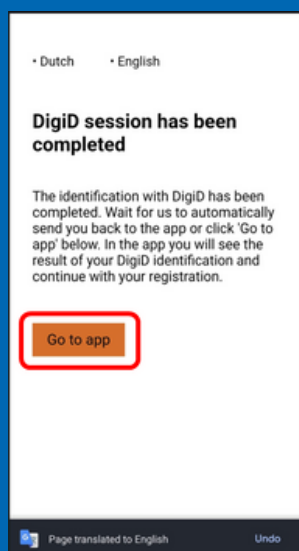 • Dutch • English
DigiD session has been
completed
The identification with DigiD has been
completed. Wait for us to automatically
send you back to the app or click 'Go to
app' below. In the app you will see the
result of your DigiD identification and
continue with your registration.
Go to app
Page translated to English Undo